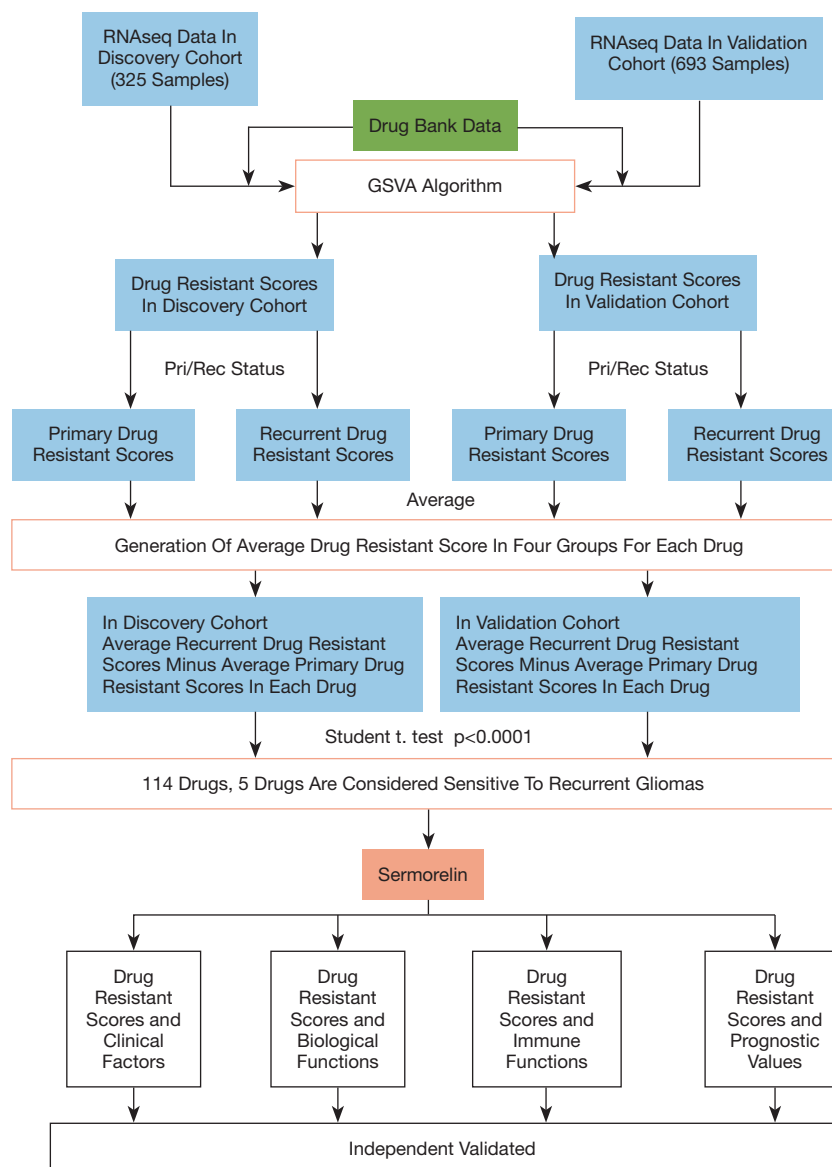 RNAseq Data In
Discovery Cohort
(325 Samples)
RNAseq Data In Validation
Cohort (693 Samples)
Drug Bank Data
GSVA Algorithm
Drug Resistant Scores
In Discovery Cohort
Drug Resistant Scores
In Validation Cohort
Pri/Rec Status
Pri/Rec Status
Primary Drug
Resistant Scores
Recurrent Drug
Resistant Scores
Primary Drug
Resistant Scores
Recurrent Drug
Resistant Scores
Average
Generation Of Average Drug Resistant Score In Four Groups For Each Drug
In Discovery Cohort
Average Recurrent Drug Resistant
Scores Minus Average Primary Drug
Resistant Scores In Each Drug
In Validation Cohort
Average Recurrent Drug Resistant
Scores Minus Average Primary Drug
Resistant Scores In Each Drug
Student t. test p<0.0001
114 Drugs, 5 Drugs Are Considered Sensitive To Recurrent Gliomas
Sermorelin
Drug
Resistant
Scores and
Clinical
Factors
Drug
Resistant
Scores and
Biological
Functions
Drug
Resistant
Scores and
Immune
Functions
Drug
Resistant
Scores and
Prognostic
Values
Independent Validated